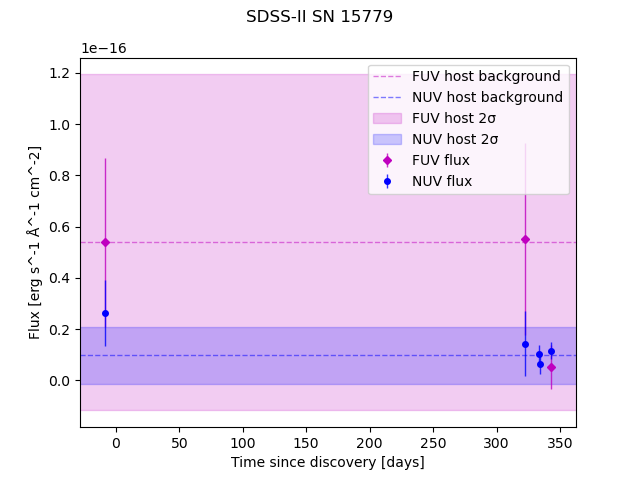 SDSS-II SN 15779
1e−16
FUV host background
NUV host background
FUV host 2σ
NUV host 2σ
FUV flux
NUV flux
1.2
1.0
0.8
0.6
0.4
0.2
0.0
Flux [erg s^-1 Å^-1 cm^-2]
0 50 100 150 200 250 300 350
Time since discovery [days]